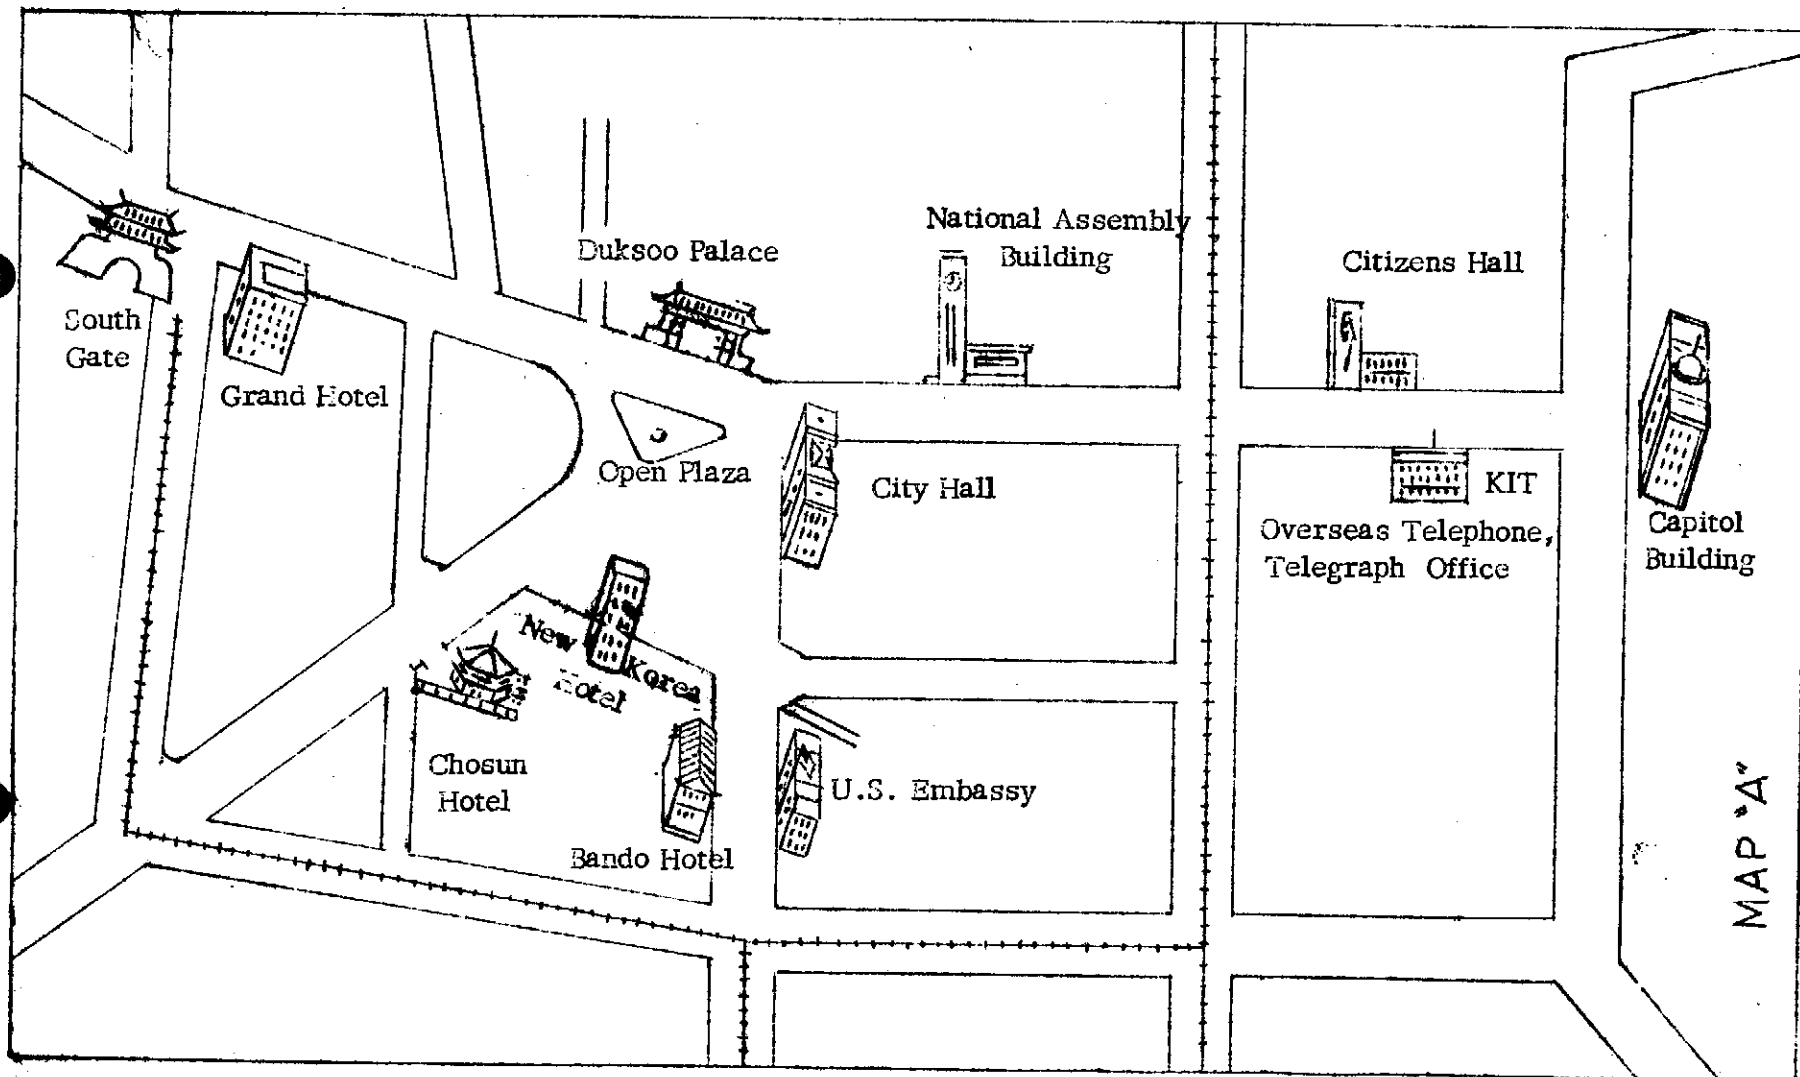 National Assembly
Building
Duksoo Palace
Citizens Hall
South
Gate
Grand Hotel
Open Plaza
City Hall
KIT
Overseas Telephone,
Telegraph Office
Capitol
Building
New Korea
Hotel
Chosun
Hotel
U.S. Embassy
Bando Hotel
MAP "A"